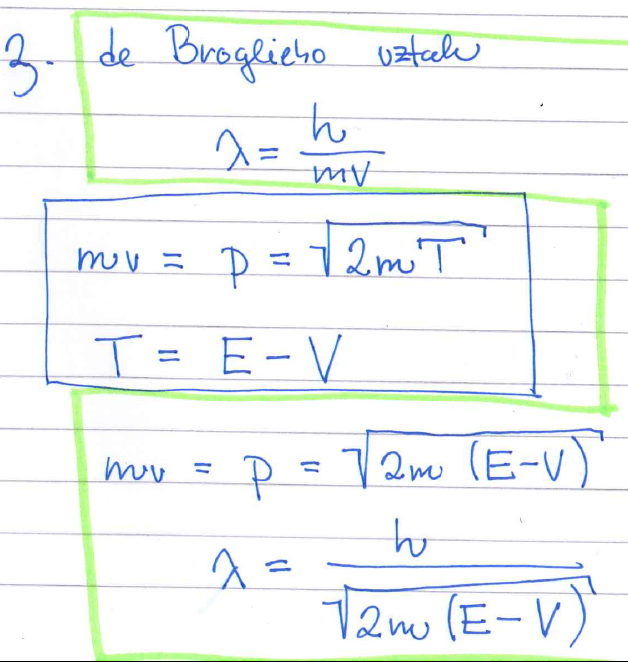 3. de Broglieho vztah
λ = h / mv
mv = p = √2mT
T = E - V
mv = p = √2m (E-V)
λ = h / √2m (E-V)